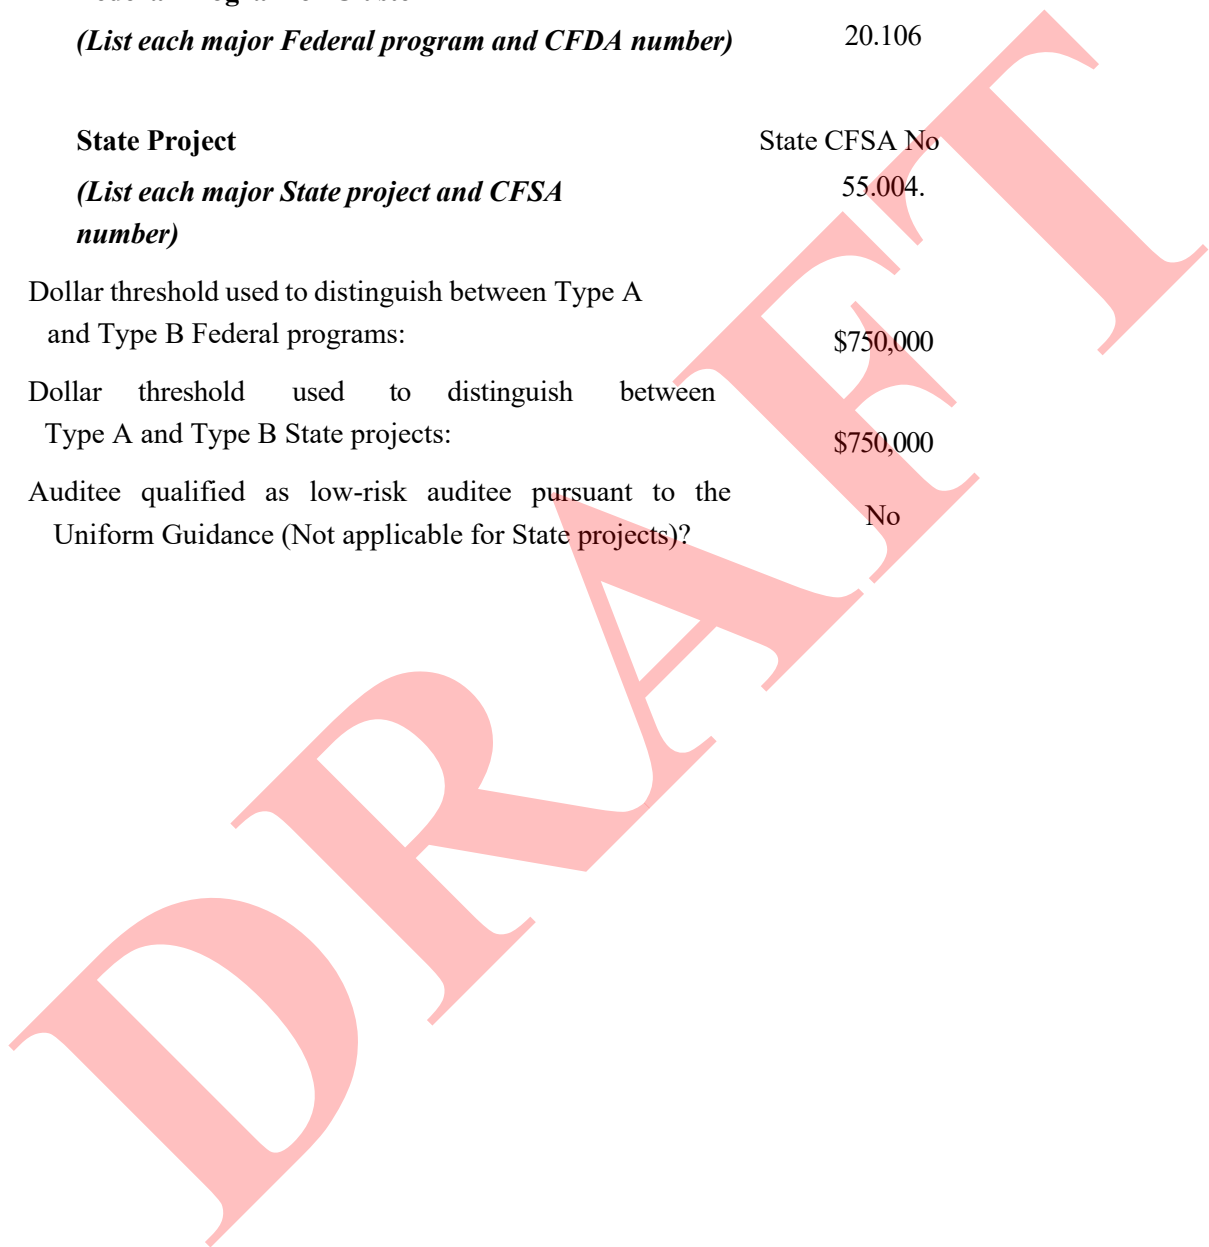 (List each major Federal program and CFDA number) 20.106
State Project State CFSA No
(List each major State project and CFSA 55.004.
number)
Dollar threshold used to distinguish between Type A
and Type B Federal programs: $750,000
Dollar threshold used to distinguish between
Type A and Type B State projects: $750,000
Auditee qualified as low-risk auditee pursuant to the
Uniform Guidance (Not applicable for State projects)? No
DRAFT